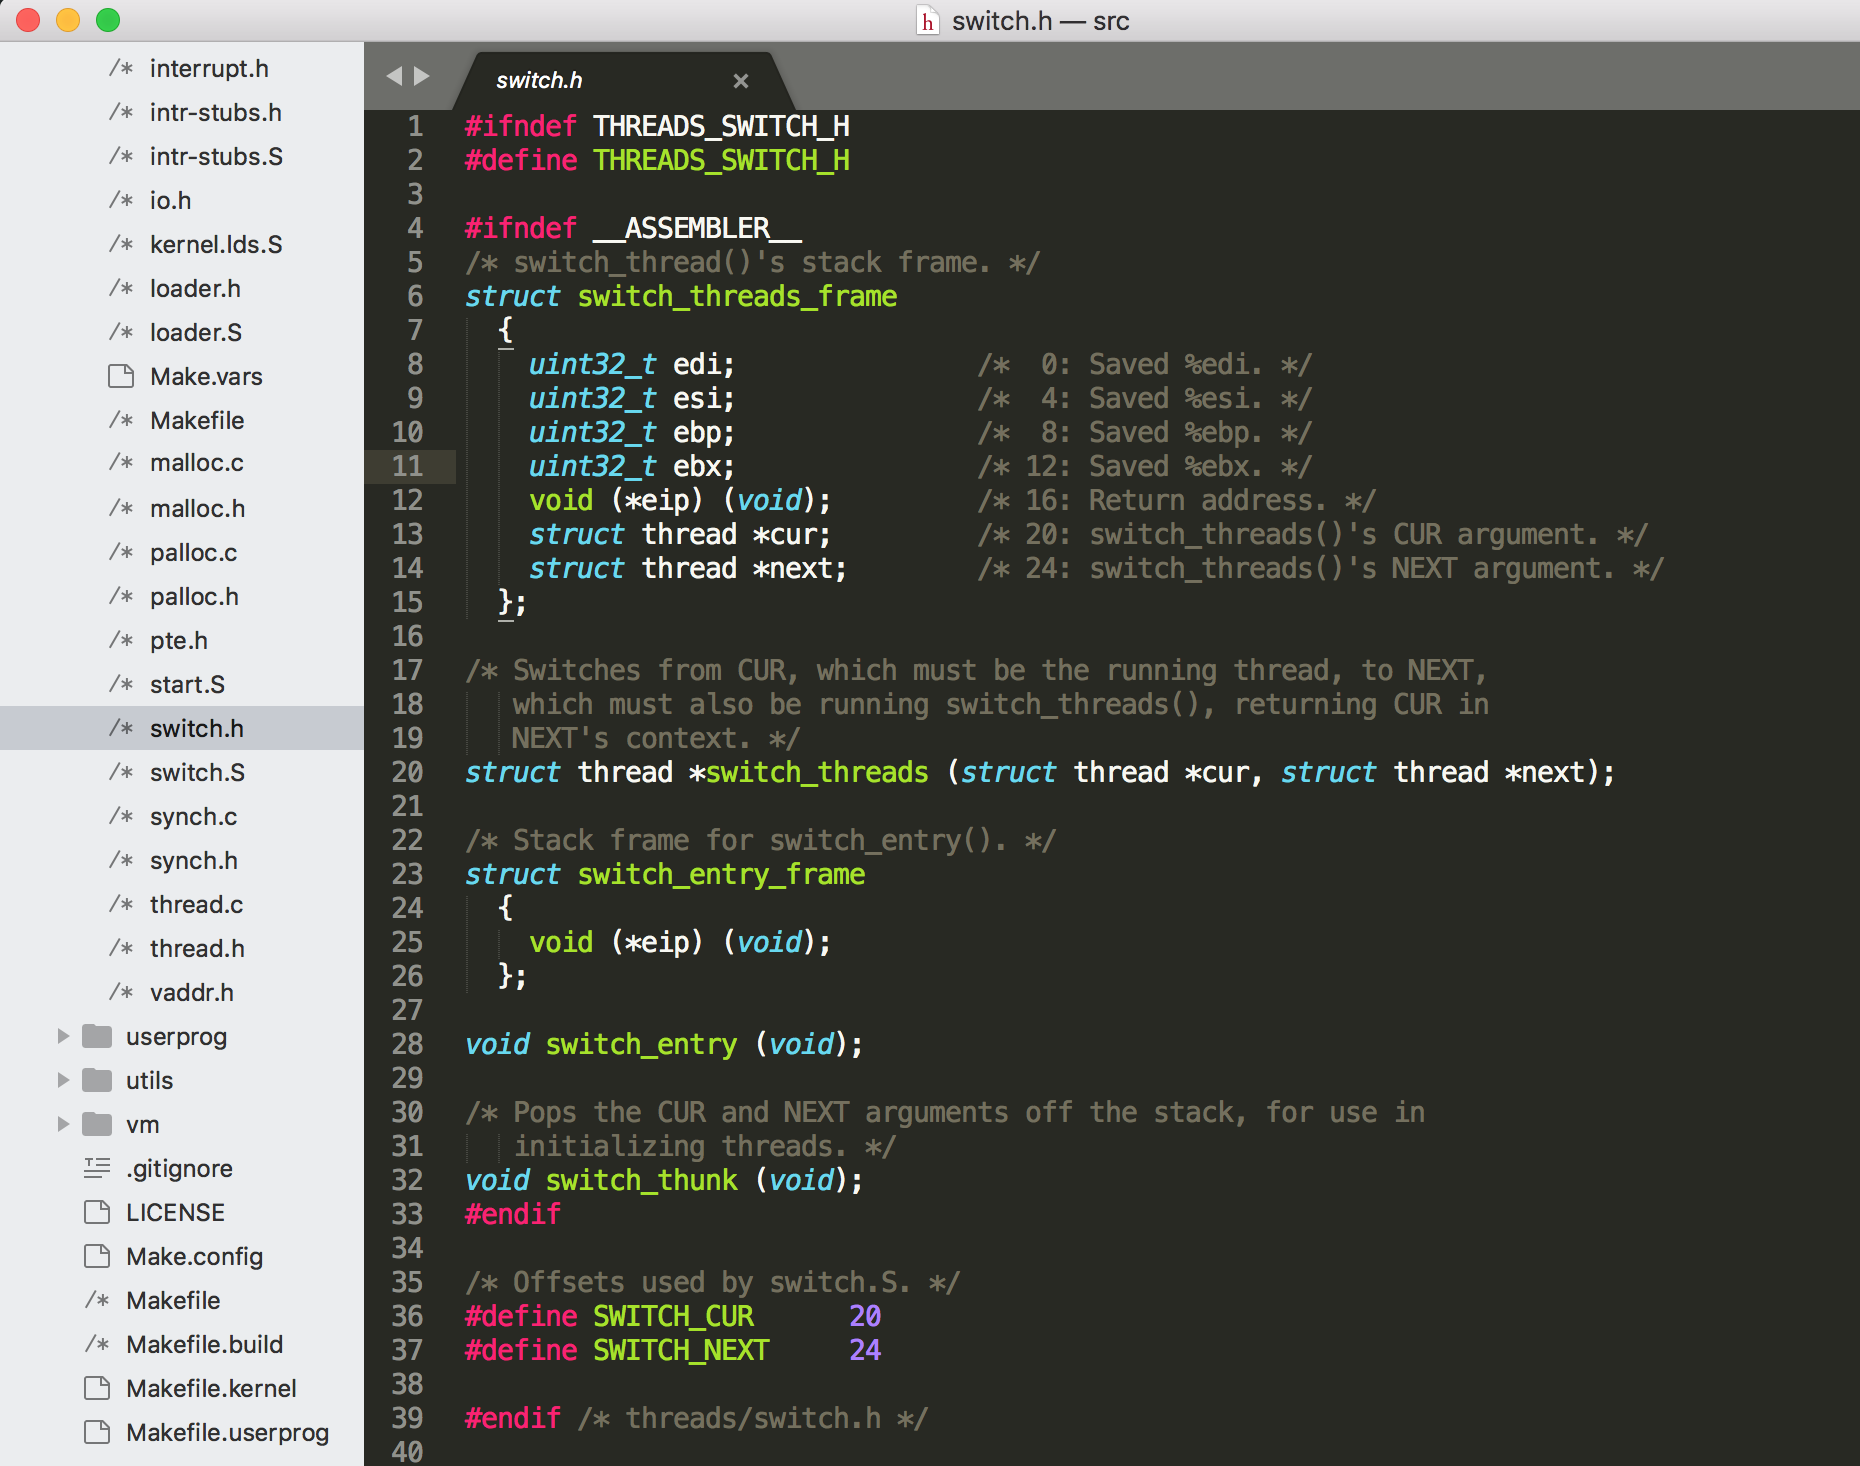 switch.h — src
interrupt.h
intr-stubs.h
intr-stubs.S
io.h
kernel.lds.S
loader.h
loader.S
Make.vars
Makefile
malloc.c
malloc.h
palloc.c
palloc.h
pte.h
start.S
switch.h
switch.S
synch.c
synch.h
thread.c
thread.h
vaddr.h
userprog
utils
vm
.gitignore
LICENSE
Make.config
Makefile
Makefile.build
Makefile.kernel
Makefile.userprog
switch.h
1 #ifndef THREADS_SWITCH_H
2 #define THREADS_SWITCH_H
3
4 #ifndef __ASSEMBLER__
5 /* switch_thread()'s stack frame. */
6 struct switch_threads_frame
7   {
8     uint32_t edi;               /*  0: Saved %edi. */
9     uint32_t esi;               /*  4: Saved %esi. */
10     uint32_t ebp;               /*  8: Saved %ebp. */
11     uint32_t ebx;               /* 12: Saved %ebx. */
12     void (*eip) (void);         /* 16: Return address. */
13     struct thread *cur;         /* 20: switch_threads()'s CUR argument. */
14     struct thread *next;        /* 24: switch_threads()'s NEXT argument. */
15   };
16
17 /* Switches from CUR, which must be the running thread, to NEXT,
18    which must also be running switch_threads(), returning CUR in
19    NEXT's context. */
20 struct thread *switch_threads (struct thread *cur, struct thread *next);
21
22 /* Stack frame for switch_entry(). */
23 struct switch_entry_frame
24   {
25     void (*eip) (void);
26   };
27
28 void switch_entry (void);
29
30 /* Pops the CUR and NEXT arguments off the stack, for use in
31    initializing threads. */
32 void switch_thunk (void);
33 #endif
34
35 /* Offsets used by switch.S. */
36 #define SWITCH_CUR      20
37 #define SWITCH_NEXT     24
38
39 #endif /* threads/switch.h */
40